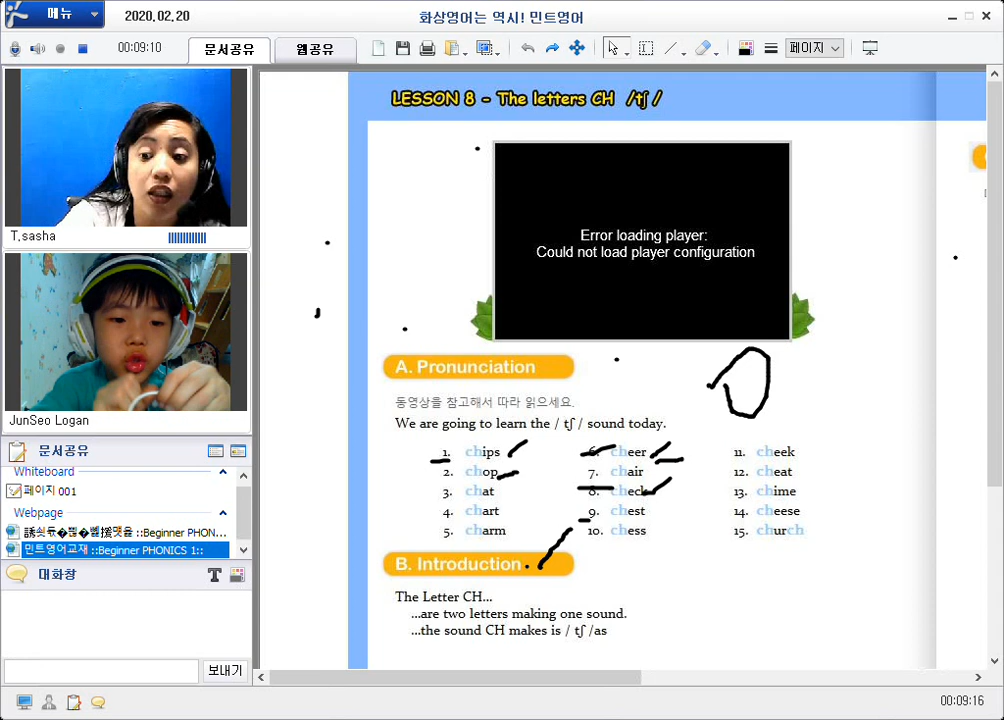 메뉴
2020.02.20
화상영어는 역시! 민트영어
00:09:10
문서공유
웹공유
페이지
T.sasha
JunSeo Logan
문서공유
Whiteboard
페이지 001
Webpage
::Beginner PHON...
민트영어교재 ::Beginner PHONICS 1::
대화창
보내기
LESSON 8 - The letters CH /tʃ/
Error loading player:
Could not load player configuration
A. Pronunciation
동영상을 참고해서 따라 읽으세요.
We are going to learn the / tʃ / sound today.
1. chips
2. chop
3. chat
4. chart
5. charm
6. cheer
7. chair
8. check
9. chest
10. chess
11. cheek
12. cheat
13. chime
14. cheese
15. church
B. Introduction
The Letter CH...
...are two letters making one sound.
...the sound CH makes is / tʃ /as
00:09:16